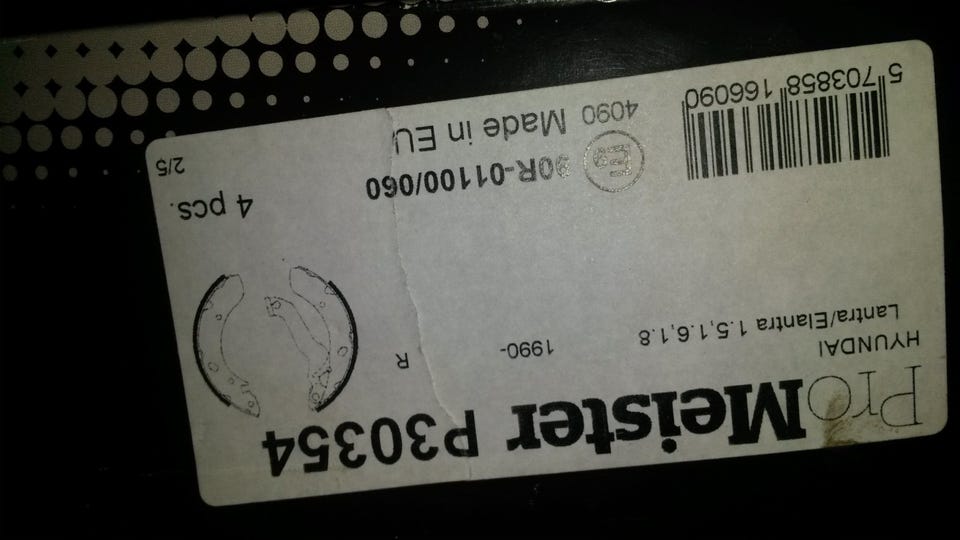 ProMeister P30354
HYUNDAI
Lantra/Elantra 1.5,1.6,1.8 1990- R
4 pcs.
2/5
E9 90R-01100/060
4090 Made in EU
5 703858 166090